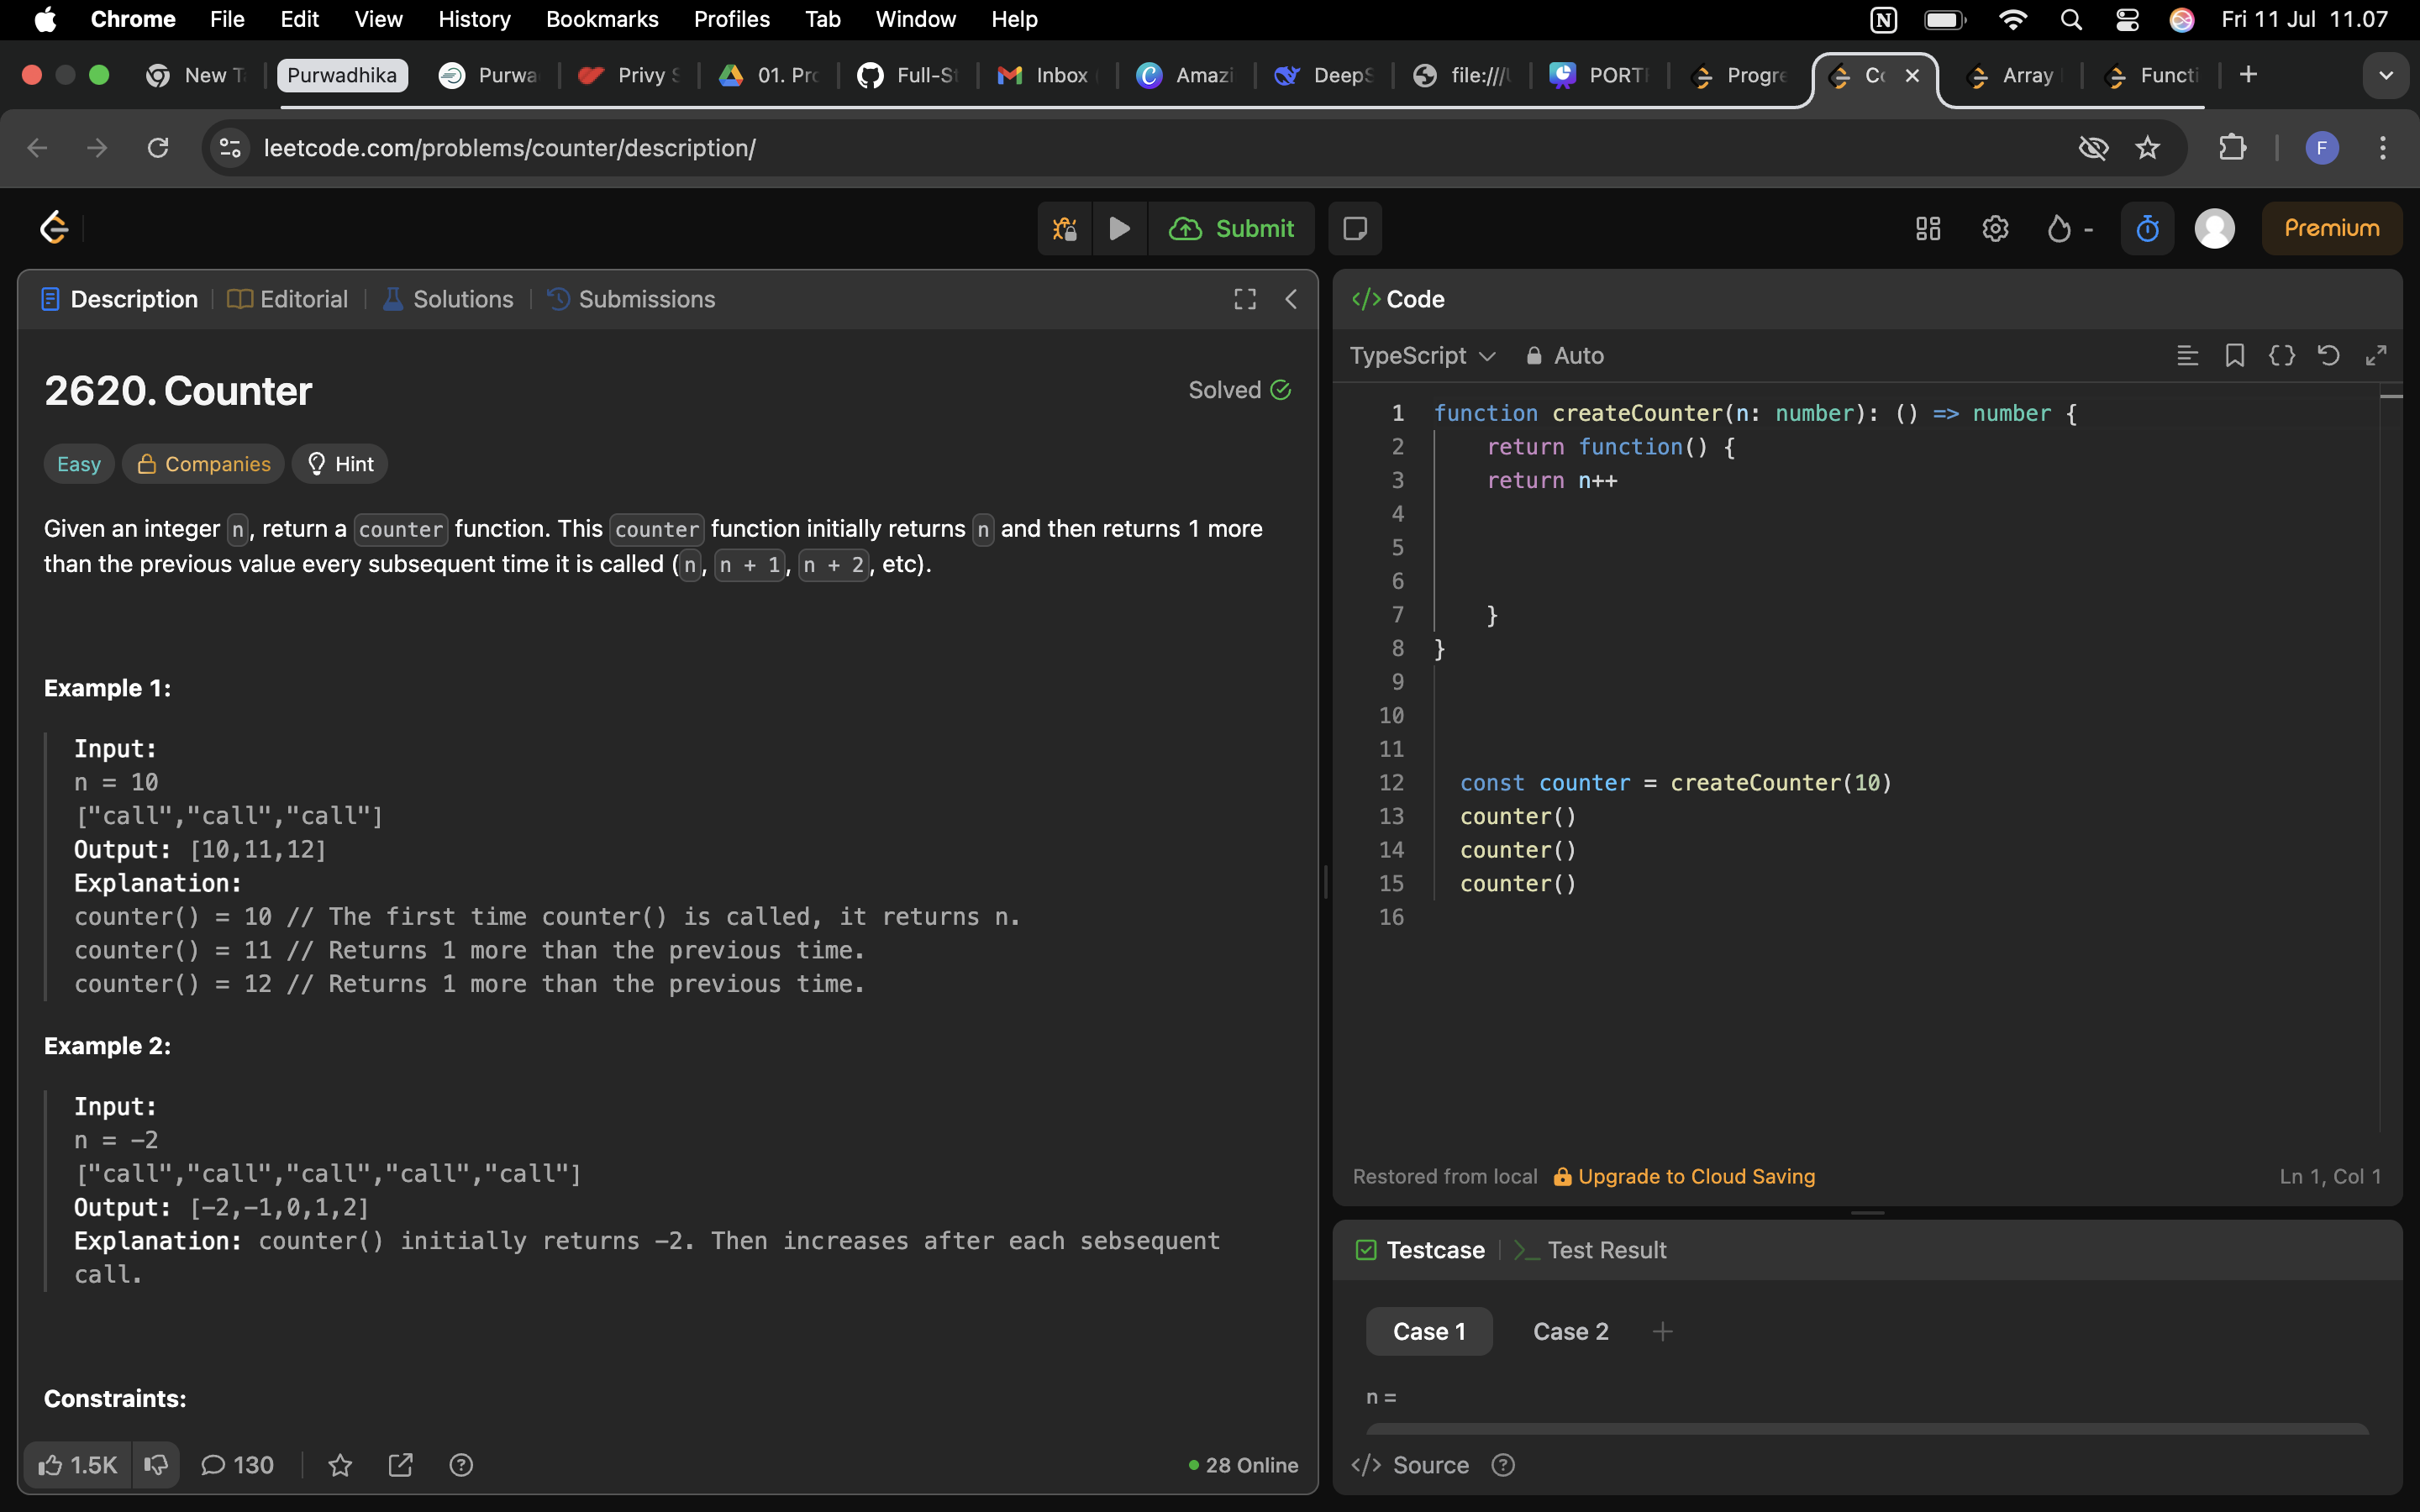 Chrome File Edit View History Bookmarks Profiles Tab Window Help Fri 11 Jul 11.07
New T Purwadhika Purwa Privy S 01. Pro Full-St Inbox Amazi DeepS file:/// PORTF Progre Co Array Functi
leetcode.com/problems/counter/description/ F
Submit - Premium
Description Editorial Solutions Submissions
2620. Counter Solved
Easy Companies Hint
Given an integer n, return a counter function. This counter function initially returns n and then returns 1 more
than the previous value every subsequent time it is called (n, n + 1, n + 2, etc).
Example 1:
Input:
n = 10
["call","call","call"]
Output: [10,11,12]
Explanation:
counter() = 10 // The first time counter() is called, it returns n.
counter() = 11 // Returns 1 more than the previous time.
counter() = 12 // Returns 1 more than the previous time.
Example 2:
Input:
n = -2
["call","call","call","call","call"]
Output: [-2,-1,0,1,2]
Explanation: counter() initially returns -2. Then increases after each sebsequent
call.
Constraints:
1.5K 130 28 Online
Code
TypeScript Auto
1 function createCounter(n: number): () => number {
2 return function() {
3 return n++
4
5
6
7 }
8 }
9
10
11
12 const counter = createCounter(10)
13 counter()
14 counter()
15 counter()
16
Restored from local Upgrade to Cloud Saving Ln 1, Col 1
Testcase Test Result
Case 1 Case 2
n =
Source